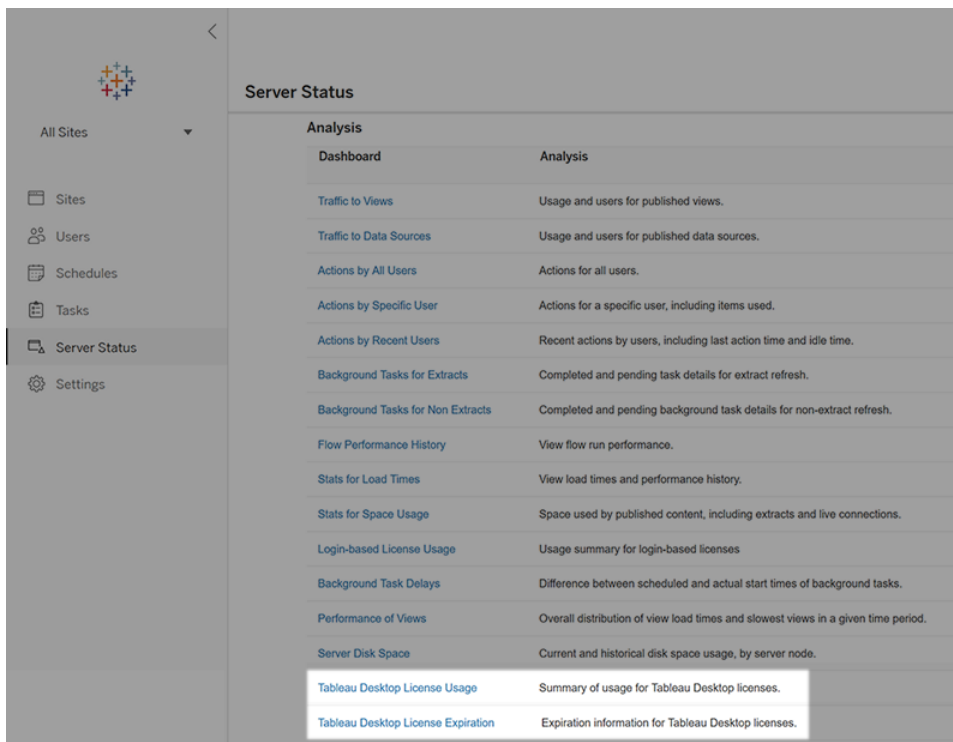 All Sites
Sites
Users
Schedules
Tasks
Server Status
Settings
Server Status
Analysis
Dashboard Analysis
Traffic to Views Usage and users for published views.
Traffic to Data Sources Usage and users for published data sources.
Actions by All Users Actions for all users.
Actions by Specific User Actions for a specific user, including items used.
Actions by Recent Users Recent actions by users, including last action time and idle time.
Background Tasks for Extracts Completed and pending task details for extract refresh.
Background Tasks for Non Extracts Completed and pending background task details for non-extract refresh.
Flow Performance History View flow run performance.
Stats for Load Times View load times and performance history.
Stats for Space Usage Space used by published content, including extracts and live connections.
Login-based License Usage Usage summary for login-based licenses
Background Task Delays Difference between scheduled and actual start times of background tasks.
Performance of Views Overall distribution of view load times and slowest views in a given time period.
Server Disk Space Current and historical disk space usage, by server node.
Tableau Desktop License Usage Summary of usage for Tableau Desktop licenses.
Tableau Desktop License Expiration Expiration information for Tableau Desktop licenses.